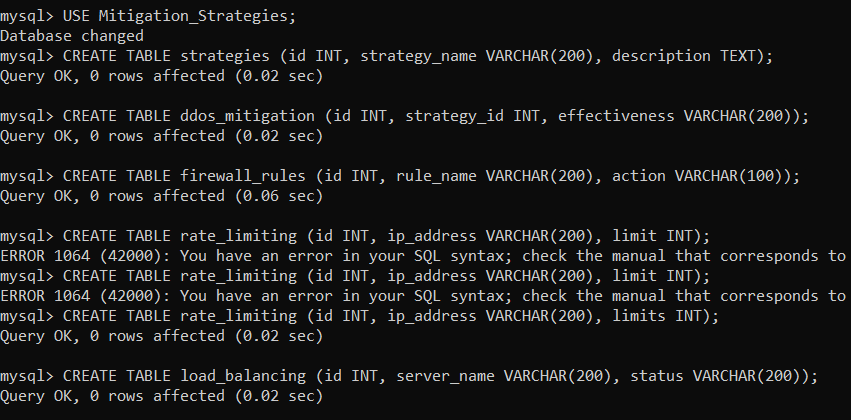 mysql> USE Mitigation_Strategies;
Database changed
mysql> CREATE TABLE strategies (id INT, strategy_name VARCHAR(200), description TEXT);
Query OK, 0 rows affected (0.02 sec)
mysql> CREATE TABLE ddos_mitigation (id INT, strategy_id INT, effectiveness VARCHAR(200));
Query OK, 0 rows affected (0.02 sec)
mysql> CREATE TABLE firewall_rules (id INT, rule_name VARCHAR(200), action VARCHAR(100));
Query OK, 0 rows affected (0.06 sec)
mysql> CREATE TABLE rate_limiting (id INT, ip_address VARCHAR(200), limit INT);
ERROR 1064 (42000): You have an error in your SQL syntax; check the manual that corresponds to
mysql> CREATE TABLE rate_limiting (id INT, ip_address VARCHAR(200), limit INT);
ERROR 1064 (42000): You have an error in your SQL syntax; check the manual that corresponds to
mysql> CREATE TABLE rate_limiting (id INT, ip_address VARCHAR(200), limits INT);
Query OK, 0 rows affected (0.02 sec)
mysql> CREATE TABLE load_balancing (id INT, server_name VARCHAR(200), status VARCHAR(200));
Query OK, 0 rows affected (0.02 sec)